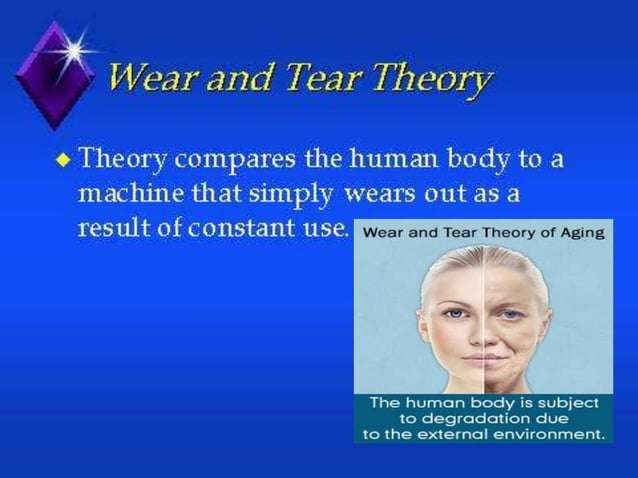 Wear and Tear Theory
Theory compares the human body to a
machine that simply wears out as a
result of constant use.
Wear and Tear Theory of Aging
The human body is subject
to degradation due
to the external environment.